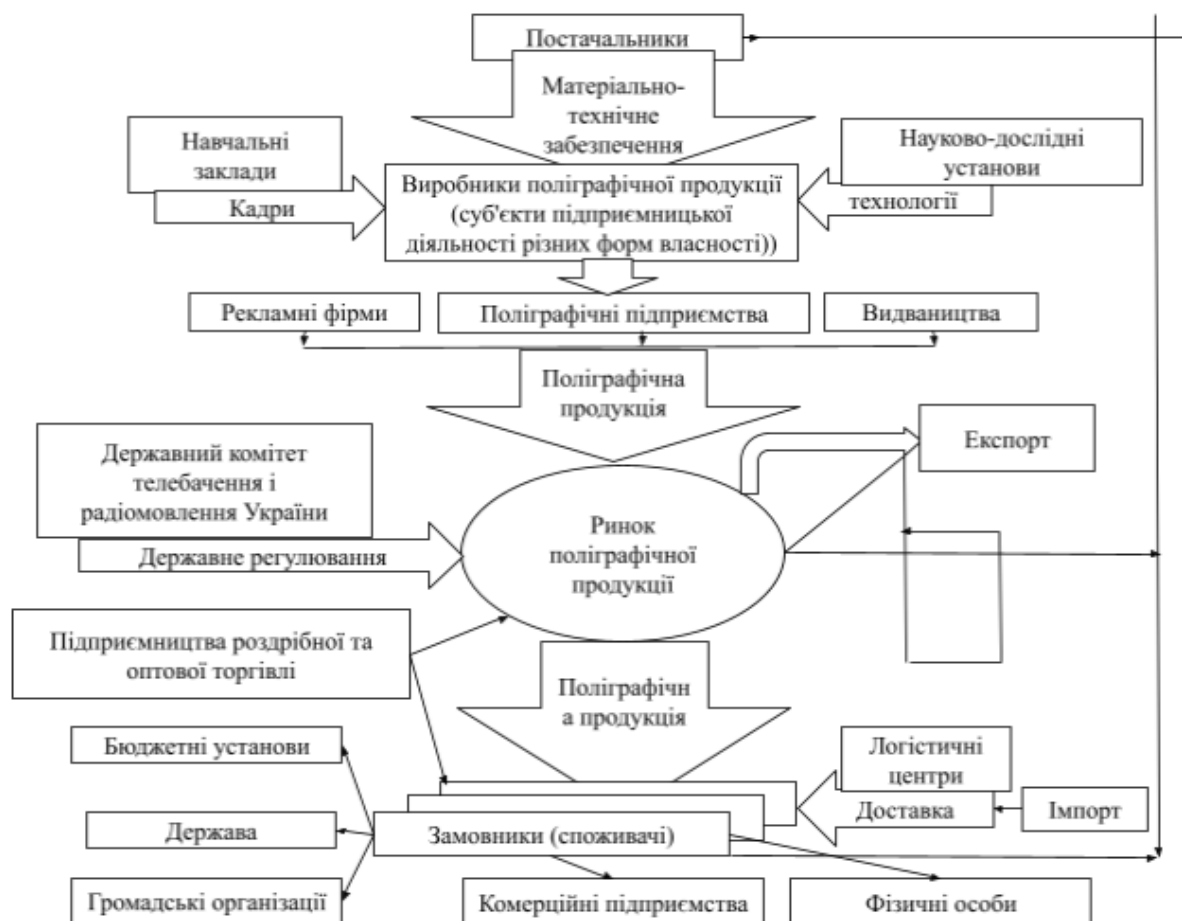 Постачальники
Матеріально-
технічне
забезпечення
Навчальні
заклади
Кадри
Науково-дослідні
установи
технології
Виробники поліграфічної продукції
(суб'єкти підприємницької
діяльності різних форм власності))
Рекламні фірми
Поліграфічні підприємства
Видваництва
Поліграфічна
продукція
Експорт
Державний комітет
телебачення і
радіомовлення України
Державне регулювання
Ринок
поліграфічної
продукції
Підприємництва роздрібної та
оптової торгівлі
Поліграфічн
а продукція
Бюджетні установи
Логістичні
центри
Доставка
Імпорт
Держава
Замовники (споживачі)
Громадські організації
Комерційні підприємства
Фізичні особи